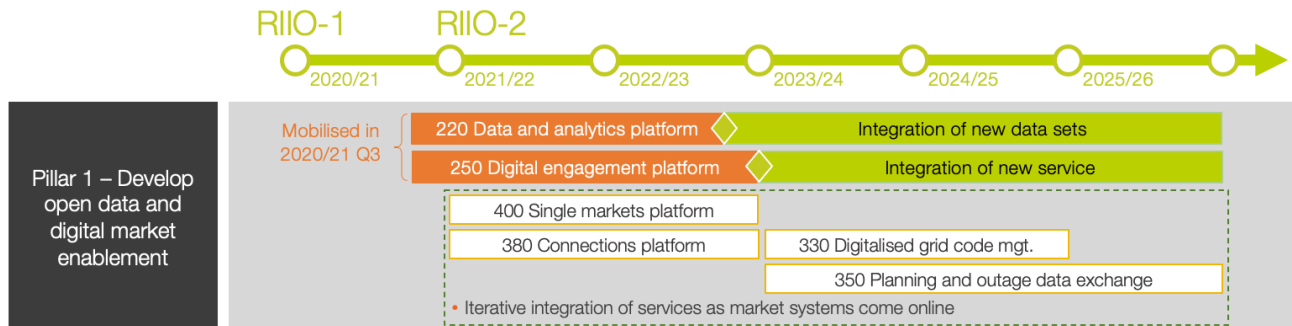 RIIO-1 RIIO-2
2020/21 2021/22 2022/23 2023/24 2024/25 2025/26
Pillar 1 – Develop
open data and
digital market
enablement
Mobilised in
2020/21 Q3
220 Data and analytics platform Integration of new data sets
250 Digital engagement platform Integration of new service
400 Single markets platform
380 Connections platform 330 Digitalised grid code mgt.
350 Planning and outage data exchange
• Iterative integration of services as market systems come online